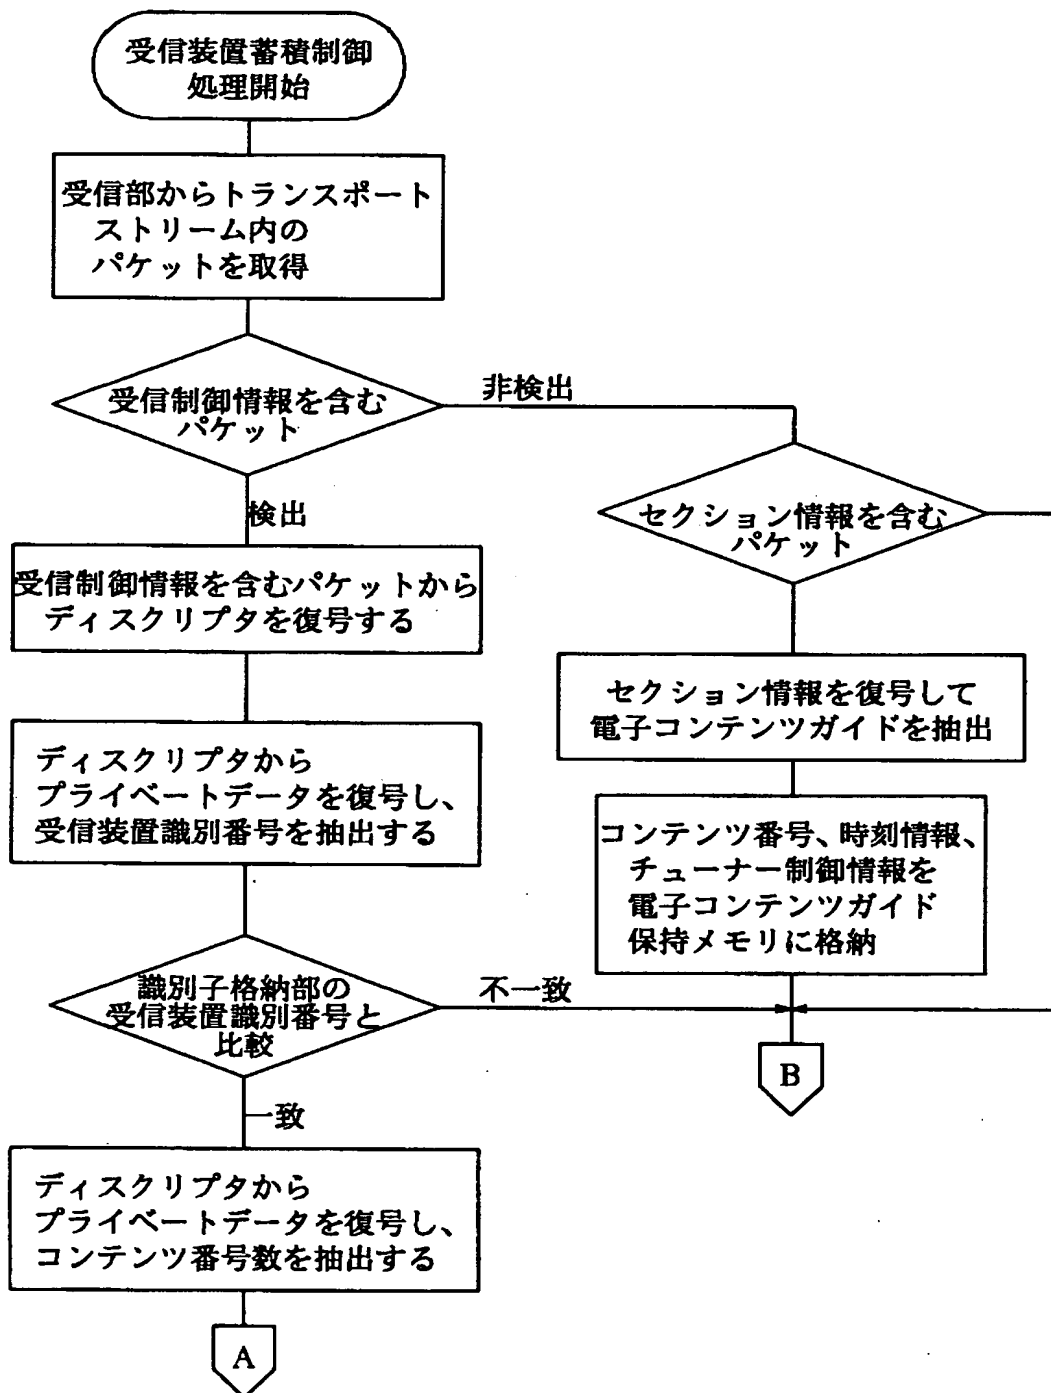 受信装置蓄積制御
処理開始
受信部からトランスポート
ストリーム内の
パケットを取得
受信制御情報を含む
パケット
非検出
検出
セクション情報を含む
パケット
受信制御情報を含むパケットから
ディスクリプタを復号する
セクション情報を復号して
電子コンテンツガイドを抽出
ディスクリプタから
プライベートデータを復号し、
受信装置識別番号を抽出する
コンテンツ番号、時刻情報、
チューナー制御情報を
電子コンテンツガイド
保持メモリに格納
識別子格納部の
受信装置識別番号と
比較
不一致
B
一致
ディスクリプタから
プライベートデータを復号し、
コンテンツ番号数を抽出する
A